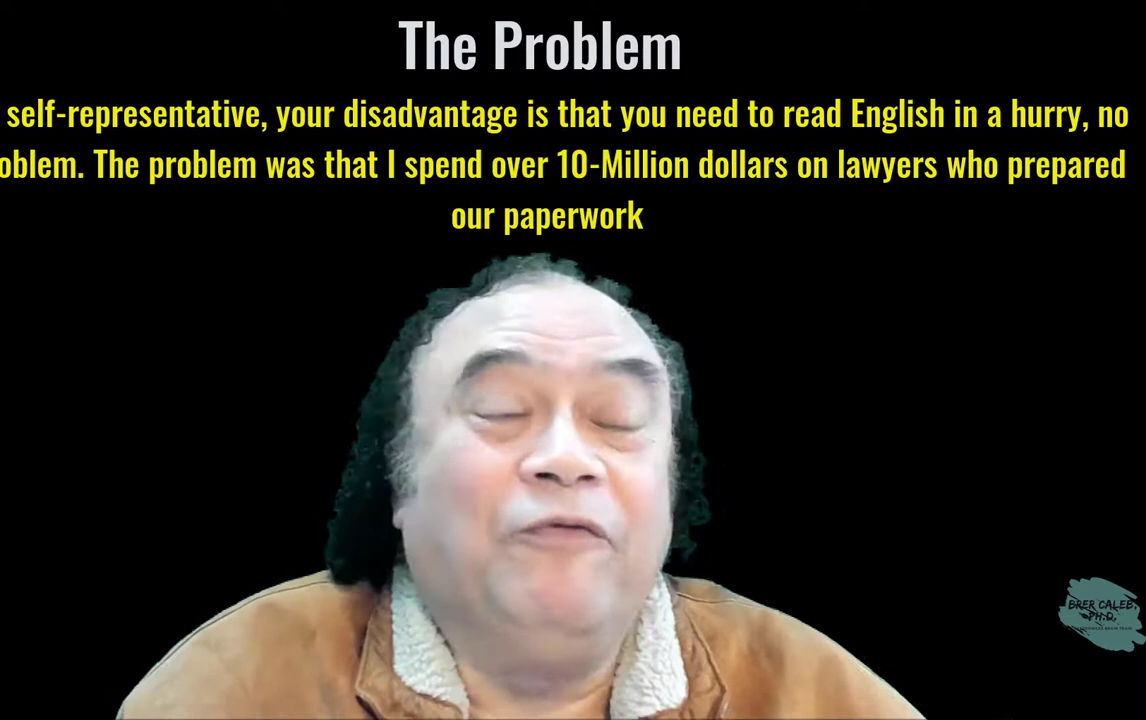 The Problem
self-representative, your disadvantage is that you need to read English in a hurry, no
oblem. The problem was that I spend over 10-Million dollars on lawyers who prepared
our paperwork
BRER CALEB,
PH.D.